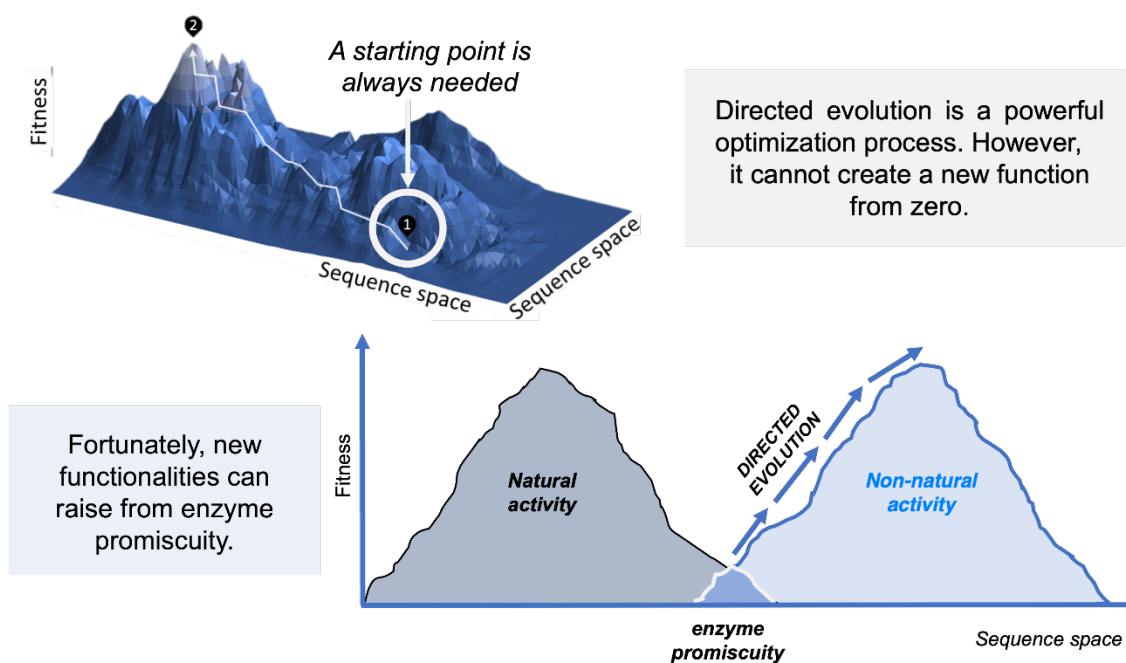 2
A starting point is
always needed
Fitness
1
Sequence space
Sequence space
Directed evolution is a powerful
optimization process. However,
it cannot create a new function
from zero.
Fortunately, new
functionalities can
raise from enzyme
promiscuity.
Fitness
Natural
activity
DIRECTED
EVOLUTION
Non-natural
activity
enzyme
promiscuity
Sequence space